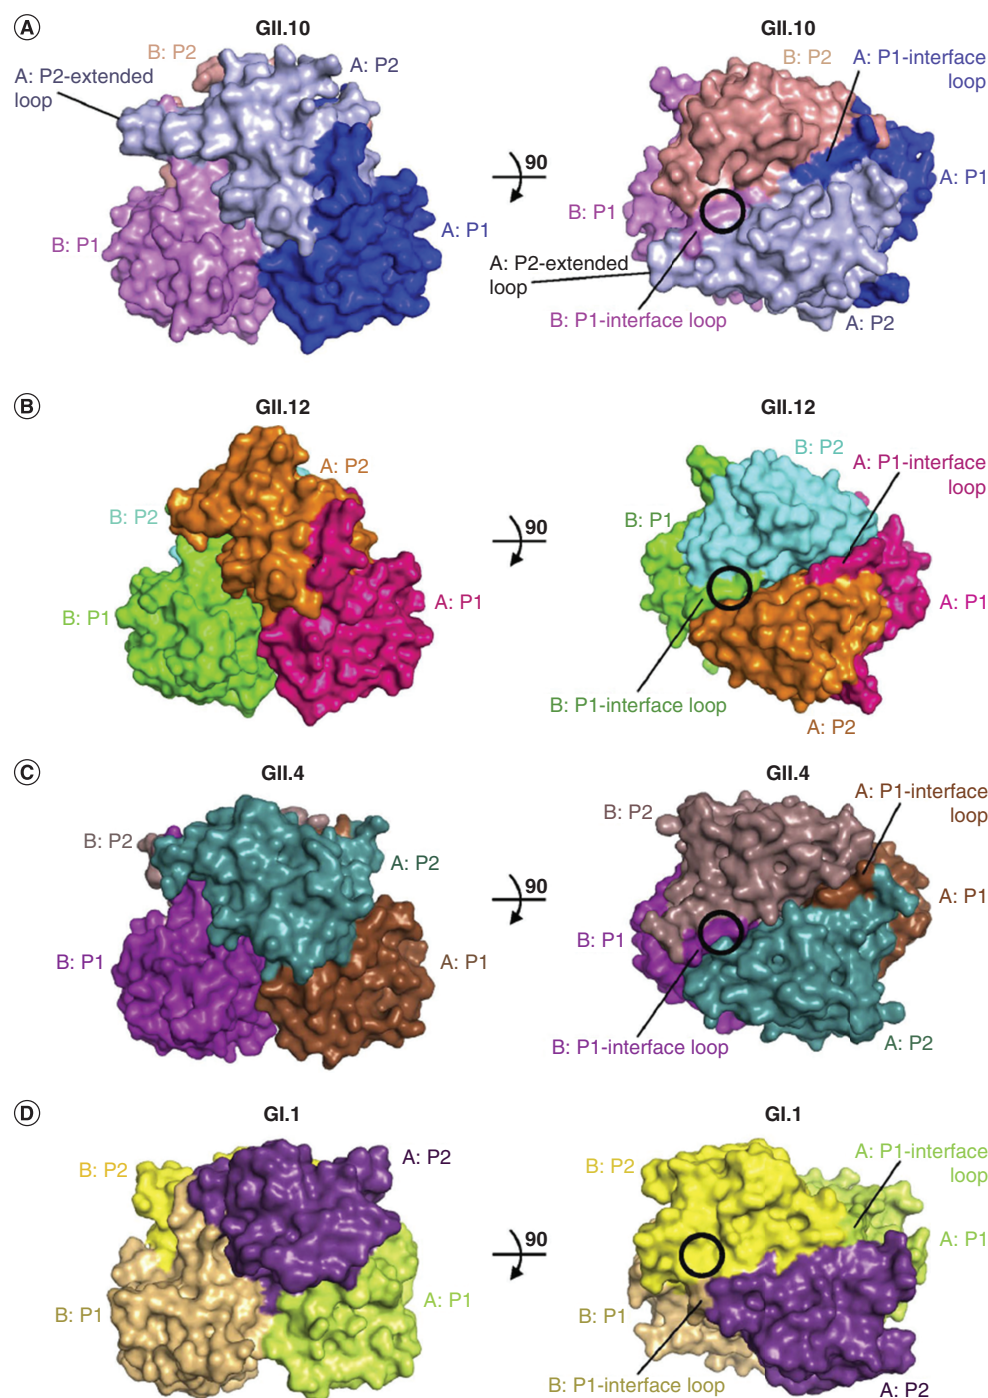 A
GII.10
GII.10
B: P2
A: P2
A: P2-extended
loop
B: P1
A: P1
90
B: P2
A: P1-interface
loop
A: P1
B: P1
A: P2-extended
loop
B: P1-interface loop
A: P2
B
GII.12
GII.12
A: P2
B: P2
B: P1
A: P1
90
B: P2
A: P1-interface
loop
B: P1
A: P1
B: P1-interface loop
A: P2
C
GII.4
GII.4
B: P2
A: P2
B: P1
A: P1
90
A: P1-interface
loop
B: P2
A: P1
B: P1
B: P1-interface loop
A: P2
D
GI.1
GI.1
B: P2
A: P2
B: P1
A: P1
90
B: P2
A: P1-interface
loop
A: P1
B: P1
B: P1-interface loop
A: P2